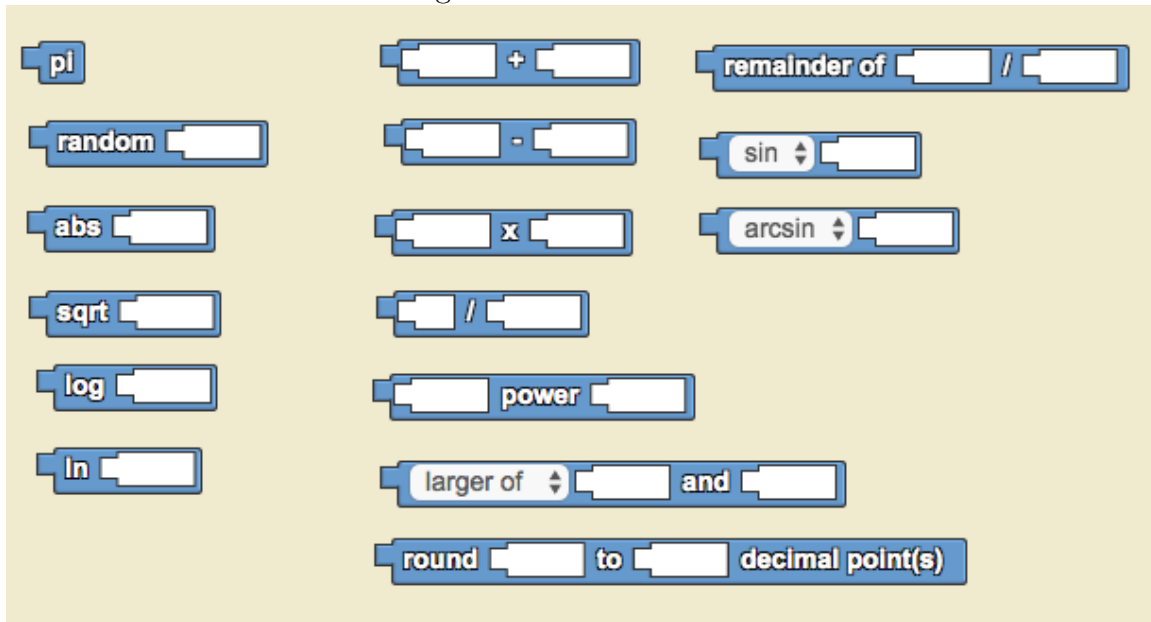 pi
random
abs
sqrt
log
ln
+
-
x
/
power
larger of and
round to decimal point(s)
remainder of /
sin
arcsin